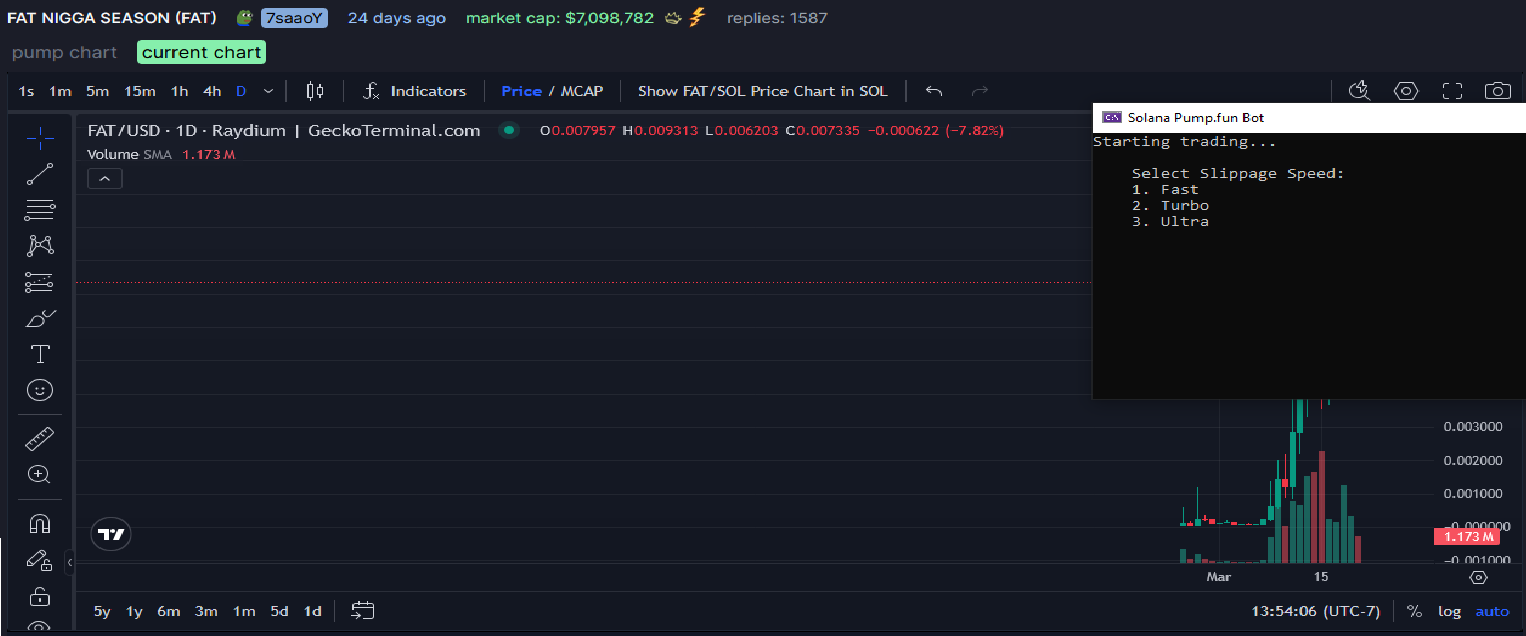 FAT NIGGA SEASON (FAT) 7saaoY 24 days ago market cap: $7,098,782 replies: 1587
pump chart current chart
1s 1m 5m 15m 1h 4h D Indicators Price / MCAP Show FAT/SOL Price Chart in SOL
FAT/USD · 1D · Raydium | GeckoTerminal.com O0.007957 H0.009313 L0.006203 C0.007335 −0.000622 (−7.82%)
Volume SMA 1.173 M
Solana Pump.fun Bot
Starting trading...
Select Slippage Speed:
1. Fast
2. Turbo
3. Ultra
0.003000
0.002000
0.001000
−0.000000
1.173 M
−0.001000
Mar 15
5y 1y 6m 3m 1m 5d 1d 13:54:06 (UTC-7) % log auto